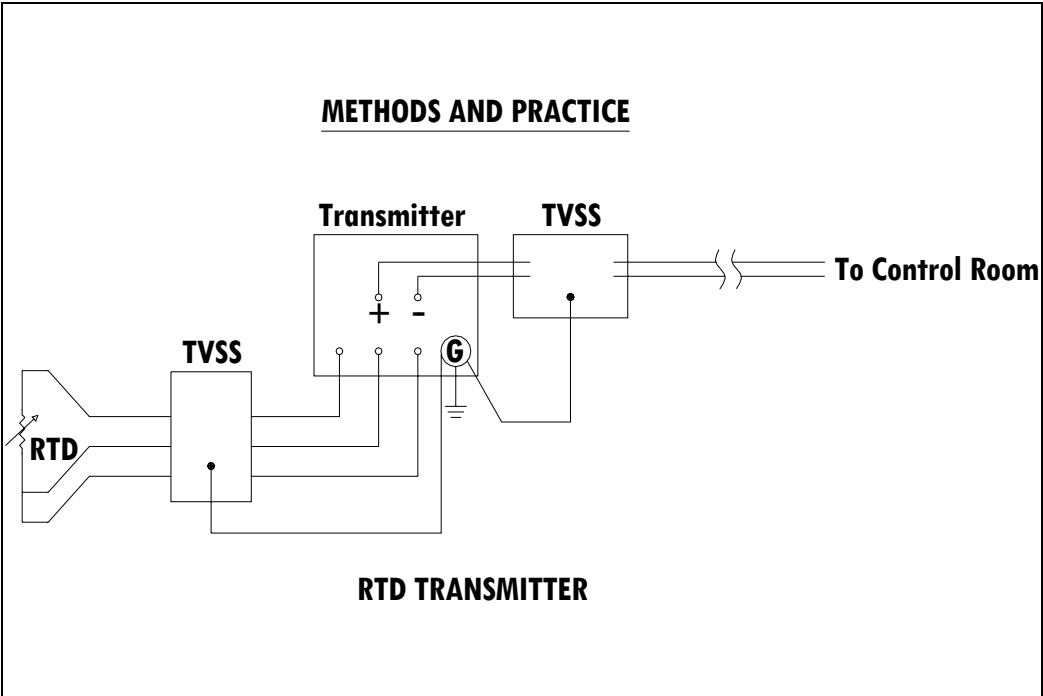 METHODS AND PRACTICE
Transmitter
TVSS
To Control Room
+ -
TVSS
G
RTD
RTD TRANSMITTER